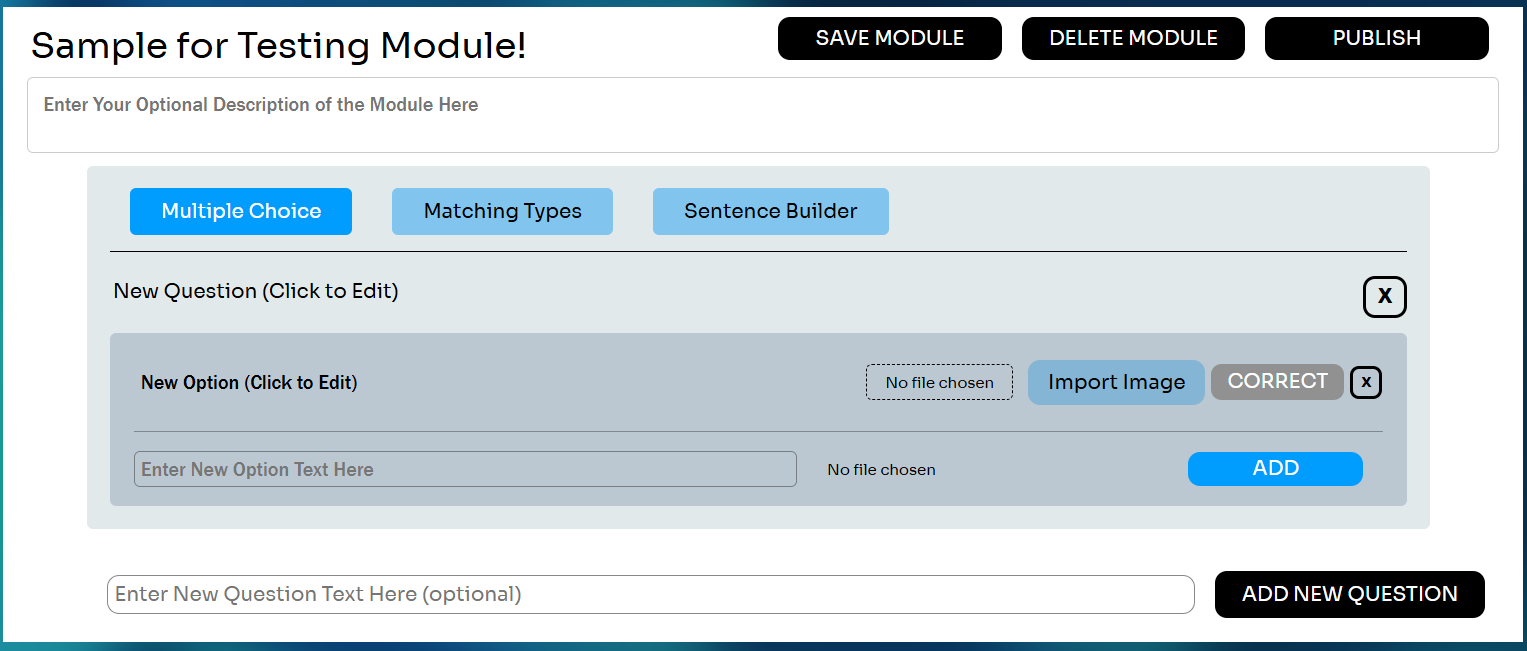 Sample for Testing Module!
SAVE MODULE
DELETE MODULE
PUBLISH
Enter Your Optional Description of the Module Here
Multiple Choice
Matching Types
Sentence Builder
New Question (Click to Edit)
X
New Option (Click to Edit)
No file chosen
Import Image
CORRECT
x
Enter New Option Text Here
No file chosen
ADD
Enter New Question Text Here (optional)
ADD NEW QUESTION